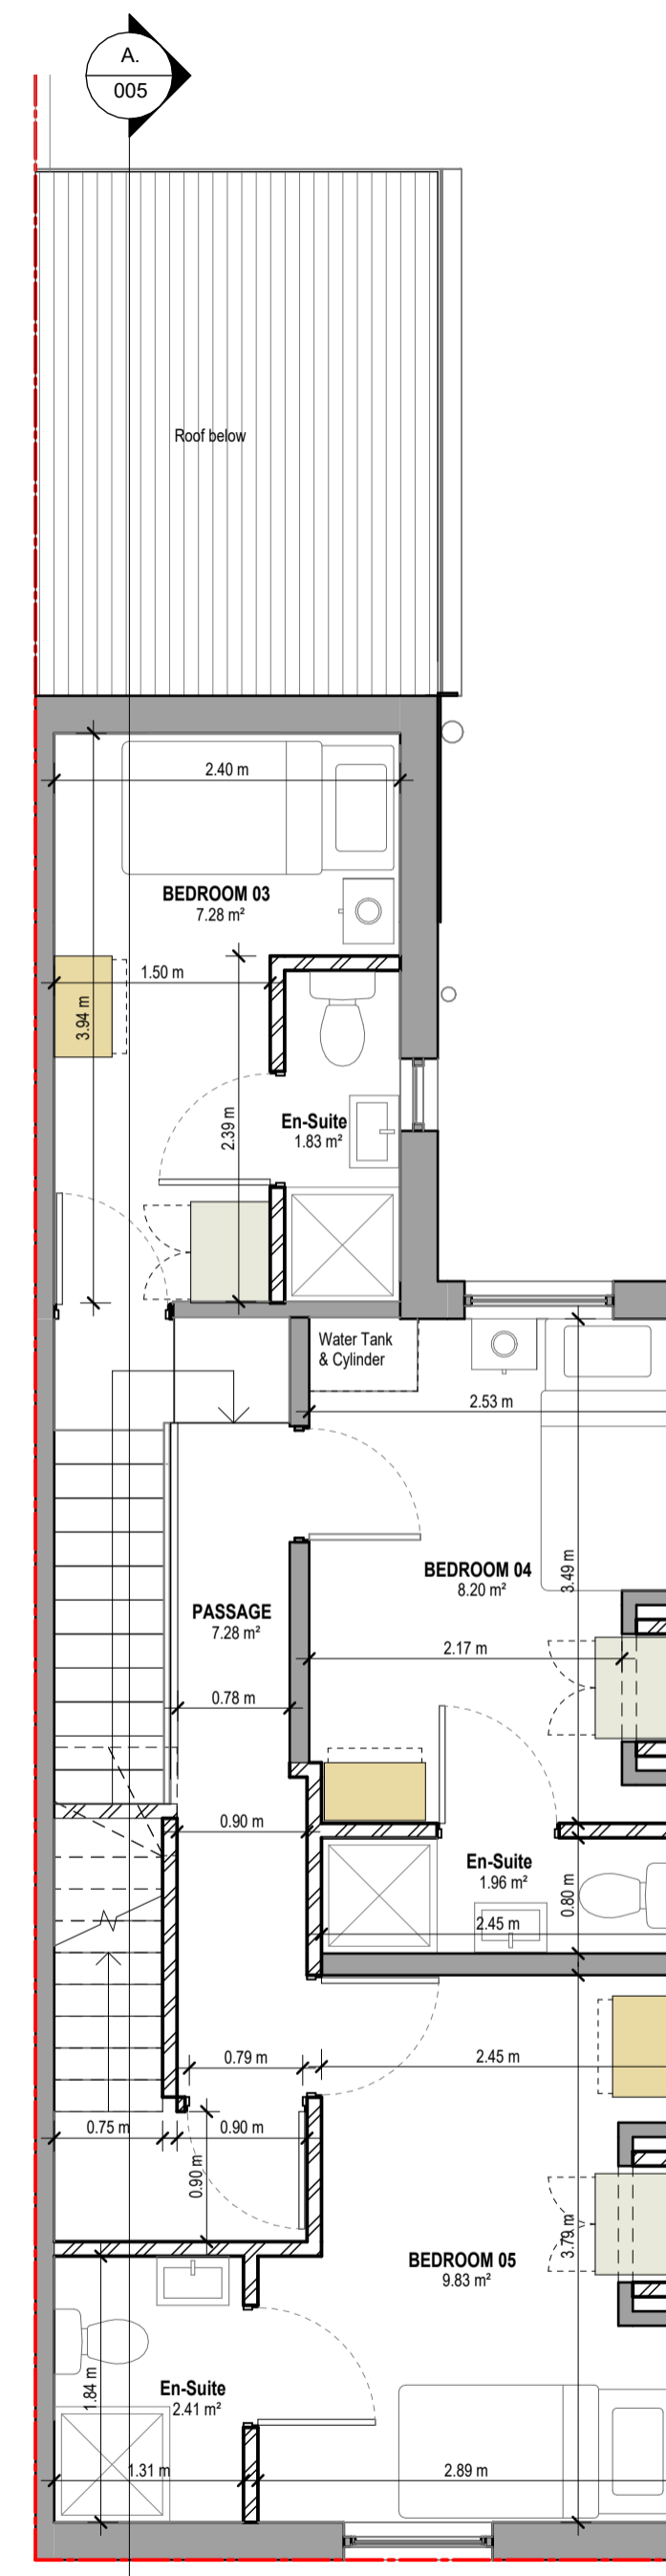 A.
005
Roof below
2.40 m
BEDROOM 03
7.28 m²
1.50 m
3.94 m
2.39 m
En-Suite
1.83 m²
Water Tank
& Cylinder
2.53 m
BEDROOM 04
8.20 m²
3.49 m
PASSAGE
7.28 m²
2.17 m
0.78 m
0.90 m
En-Suite
1.96 m²
0.80 m
2.45 m
0.79 m
2.45 m
0.75 m
0.90 m
0.90 m
3.79 m
BEDROOM 05
9.83 m²
En-Suite
2.41 m²
1.84 m
1.31 m
2.89 m